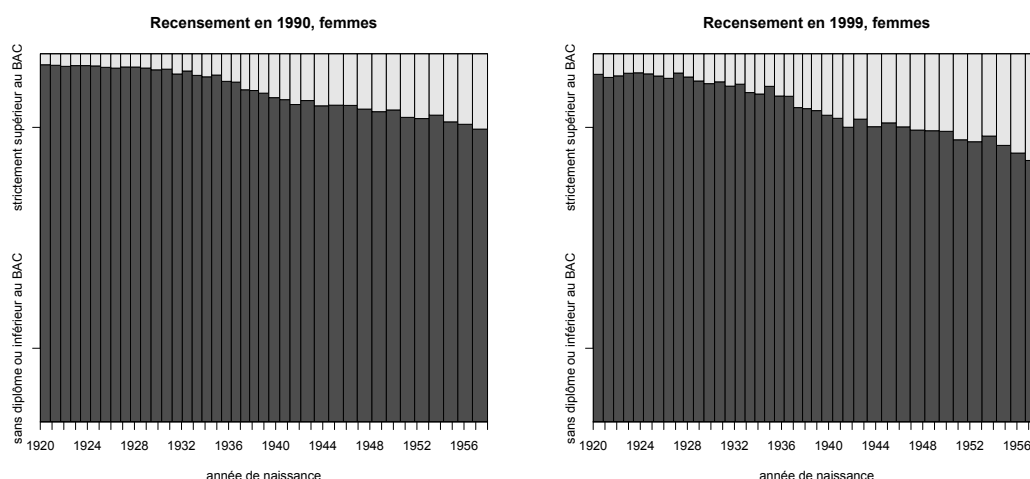 Recensement en 1990, femmes
strictement supérieur au BAC
sans diplôme ou inférieur au BAC
1920 1924 1928 1932 1936 1940 1944 1948 1952 1956
année de naissance
Recensement en 1999, femmes
strictement supérieur au BAC
sans diplôme ou inférieur au BAC
1920 1924 1928 1932 1936 1940 1944 1948 1952 1956
année de naissance